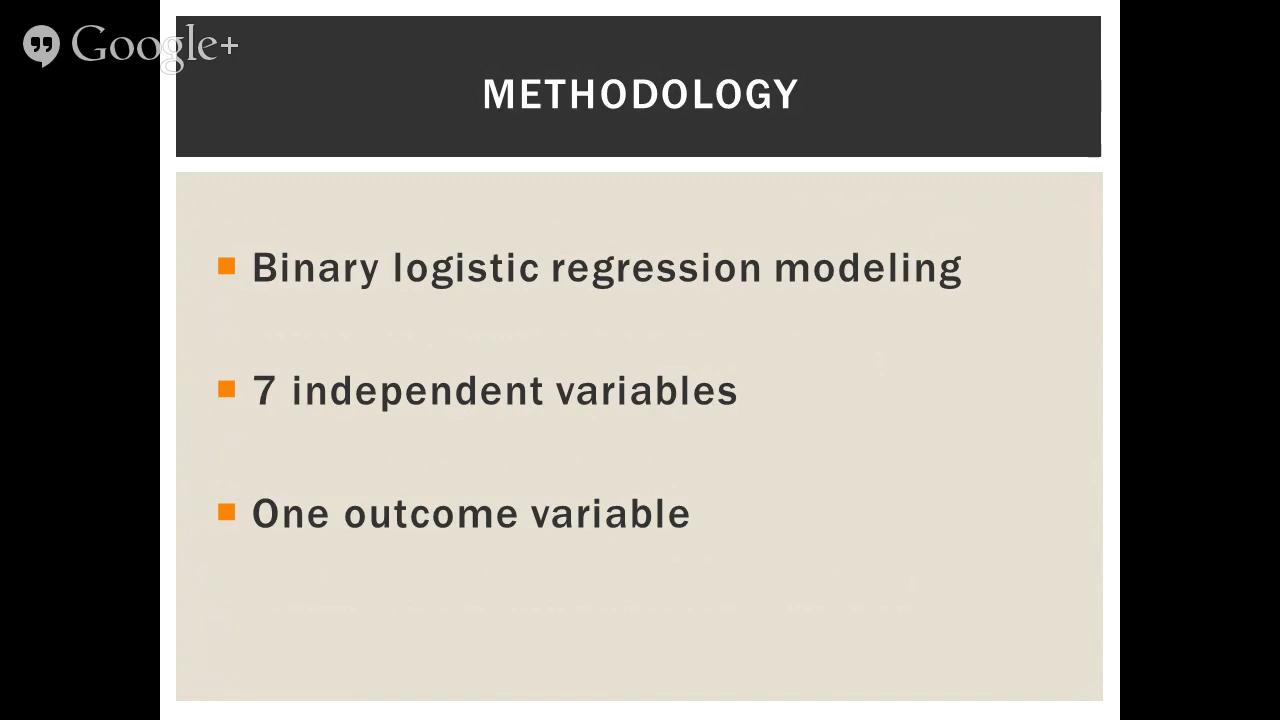 Google+
METHODOLOGY
Binary logistic regression modeling
7 independent variables
One outcome variable